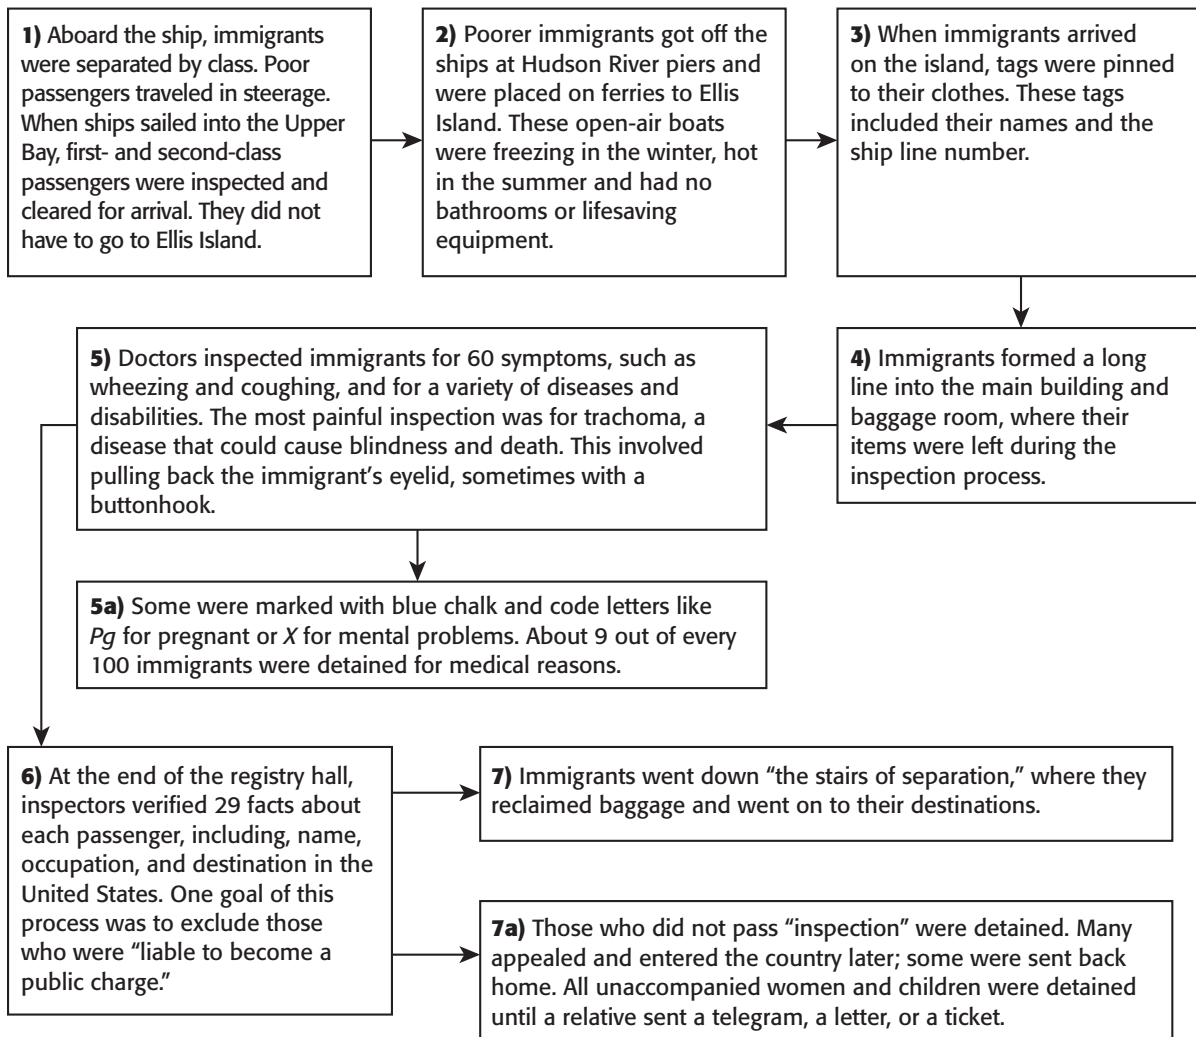 1) Aboard the ship, immigrants
were separated by class. Poor
passengers traveled in steerage.
When ships sailed into the Upper
Bay, first- and second-class
passengers were inspected and
cleared for arrival. They did not
have to go to Ellis Island.
2) Poorer immigrants got off the
ships at Hudson River piers and
were placed on ferries to Ellis
Island. These open-air boats
were freezing in the winter, hot
in the summer and had no
bathrooms or lifesaving
equipment.
3) When immigrants arrived
on the island, tags were pinned
to their clothes. These tags
included their names and the
ship line number.
4) Immigrants formed a long
line into the main building and
baggage room, where their
items were left during the
inspection process.
5) Doctors inspected immigrants for 60 symptoms, such as
wheezing and coughing, and for a variety of diseases and
disabilities. The most painful inspection was for trachoma, a
disease that could cause blindness and death. This involved
pulling back the immigrant’s eyelid, sometimes with a
buttonhook.
5a) Some were marked with blue chalk and code letters like
Pg for pregnant or X for mental problems. About 9 out of every
100 immigrants were detained for medical reasons.
6) At the end of the registry hall,
inspectors verified 29 facts about
each passenger, including, name,
occupation, and destination in the
United States. One goal of this
process was to exclude those
who were “liable to become a
public charge.”
7) Immigrants went down “the stairs of separation,” where they
reclaimed baggage and went on to their destinations.
7a) Those who did not pass “inspection” were detained. Many
appealed and entered the country later; some were sent back
home. All unaccompanied women and children were detained
until a relative sent a telegram, a letter, or a ticket.